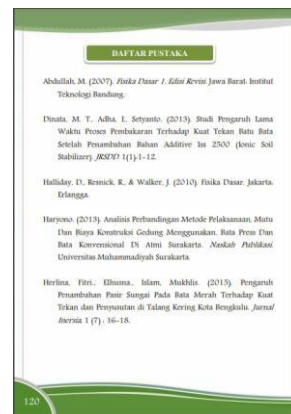 DAFTAR PUSTAKA
Abdullah, M. (2007). Fisika Dasar 1. Edisi Revisi. Jawa Barat: Institut
Teknologi Bandung.
Dinata, M. T., Adha, I., Setyanto. (2013). Studi Pengaruh Lama
Waktu Proses Pembakaran Terhadap Kuat Tekan Batu Bata
Setelah Penambahan Bahan Additive Iss 2500 (Ionic Soil
Stabilizer). JRSDD 1(1):1-12.
Halliday, D., Resnick, R., & Walker, J. (2010). Fisika Dasar. Jakarta:
Erlangga.
Haryono. (2013). Analisis Perbandingan Metode Pelaksanaan, Mutu
Dan Biaya Konstruksi Gedung Menggunakan. Bata Press Dan
Bata Konvensional Di Atmi Surakarta. Naskah Publikasi.
Universitas Muhammadiyah Surakarta.
Herlina, Fitri., Elhusna., Islam, Mukhlis. (2015). Pengaruh
Penambahan Pasir Sungai Pada Bata Merah Terhadap Kuat
Tekan dan Penyusutan di Talang Kering Kota Bengkulu. Jurnal
Inersia. 1 (7) : 16-18.
120